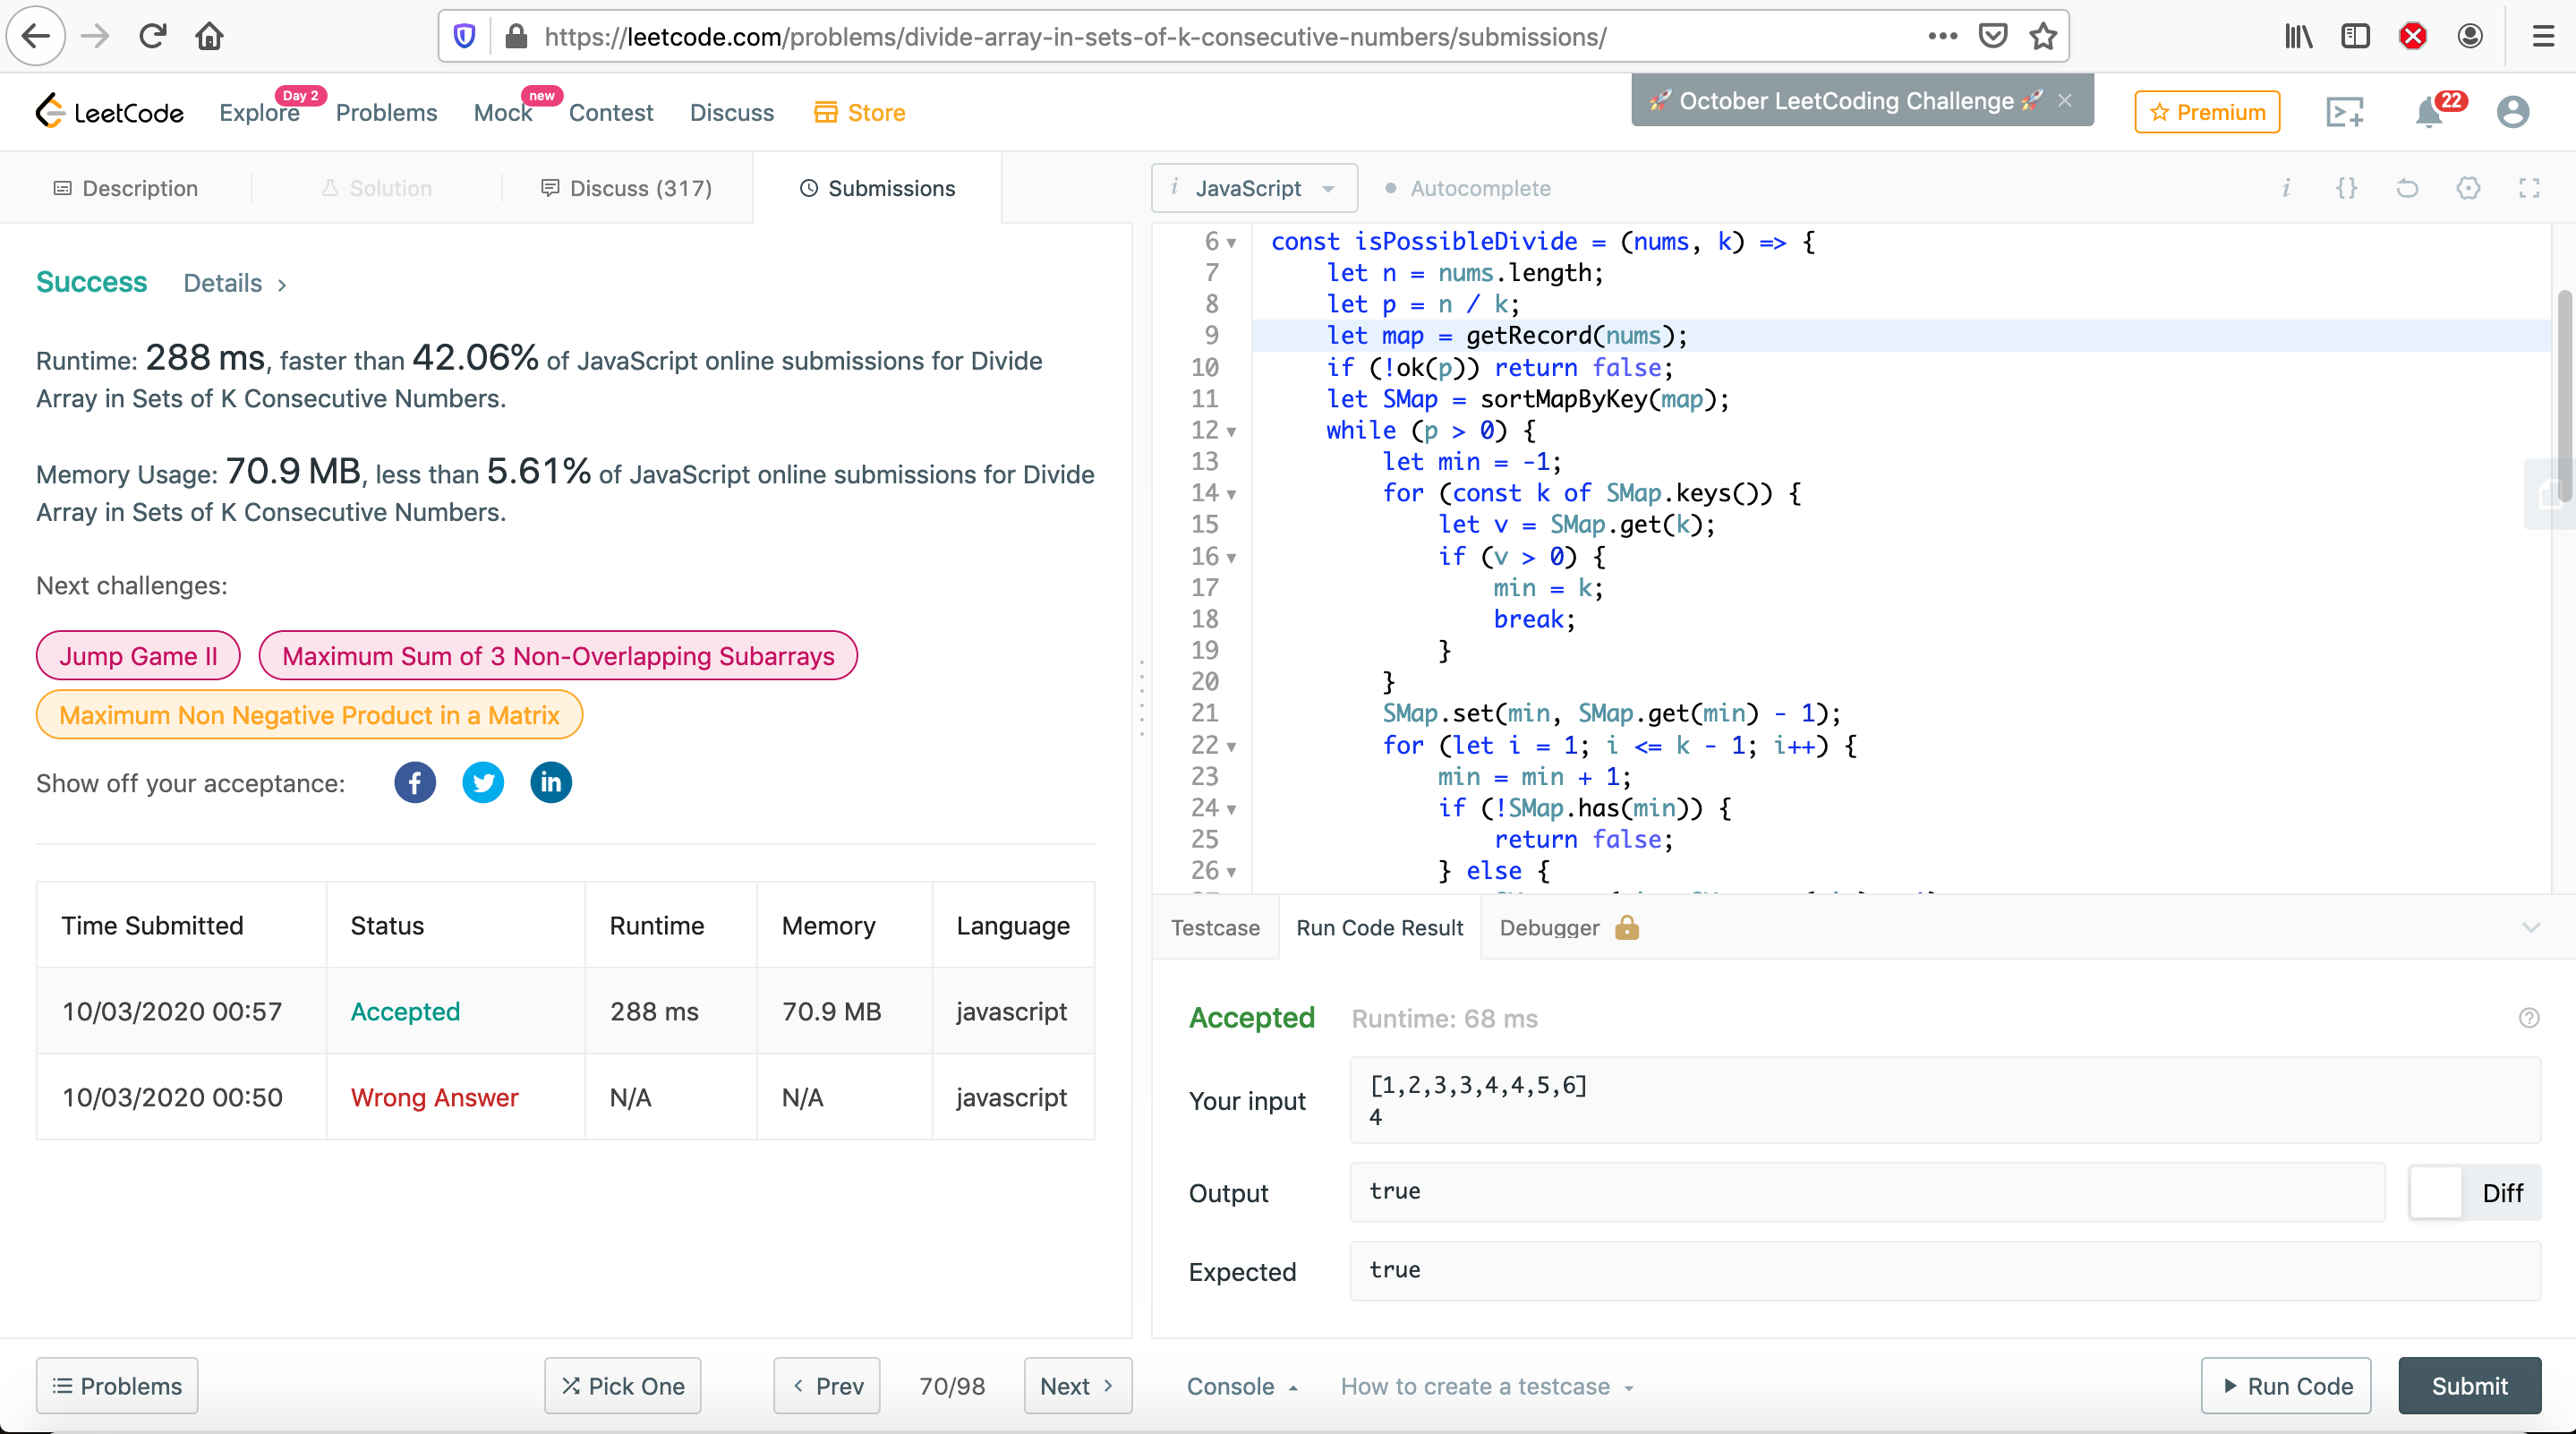 https://leetcode.com/problems/divide-array-in-sets-of-k-consecutive-numbers/submissions/
LeetCode
Explore
Day 2
Problems
Mock
new
Contest
Discuss
Store
🚀 October LeetCoding Challenge 🚀 ×
Premium
22
Description
Solution
Discuss (317)
Submissions
i JavaScript
Autocomplete
Success Details >
Runtime: 288 ms, faster than 42.06% of JavaScript online submissions for Divide
Array in Sets of K Consecutive Numbers.
Memory Usage: 70.9 MB, less than 5.61% of JavaScript online submissions for Divide
Array in Sets of K Consecutive Numbers.
Next challenges:
Jump Game II
Maximum Sum of 3 Non-Overlapping Subarrays
Maximum Non Negative Product in a Matrix
Show off your acceptance:
Time Submitted Status Runtime Memory Language
10/03/2020 00:57 Accepted 288 ms 70.9 MB javascript
10/03/2020 00:50 Wrong Answer N/A N/A javascript
6 const isPossibleDivide = (nums, k) => {
7 let n = nums.length;
8 let p = n / k;
9 let map = getRecord(nums);
10 if (!ok(p)) return false;
11 let SMap = sortMapByKey(map);
12 while (p > 0) {
13 let min = -1;
14 for (const k of SMap.keys()) {
15 let v = SMap.get(k);
16 if (v > 0) {
17 min = k;
18 break;
19 }
20 }
21 SMap.set(min, SMap.get(min) - 1);
22 for (let i = 1; i <= k - 1; i++) {
23 min = min + 1;
24 if (!SMap.has(min)) {
25 return false;
26 } else {
Testcase
Run Code Result
Debugger
Accepted Runtime: 68 ms
Your input
[1,2,3,3,4,4,5,6]
4
Output
true
Diff
Expected
true
Problems
Pick One
< Prev
70/98
Next >
Console
How to create a testcase
Run Code
Submit